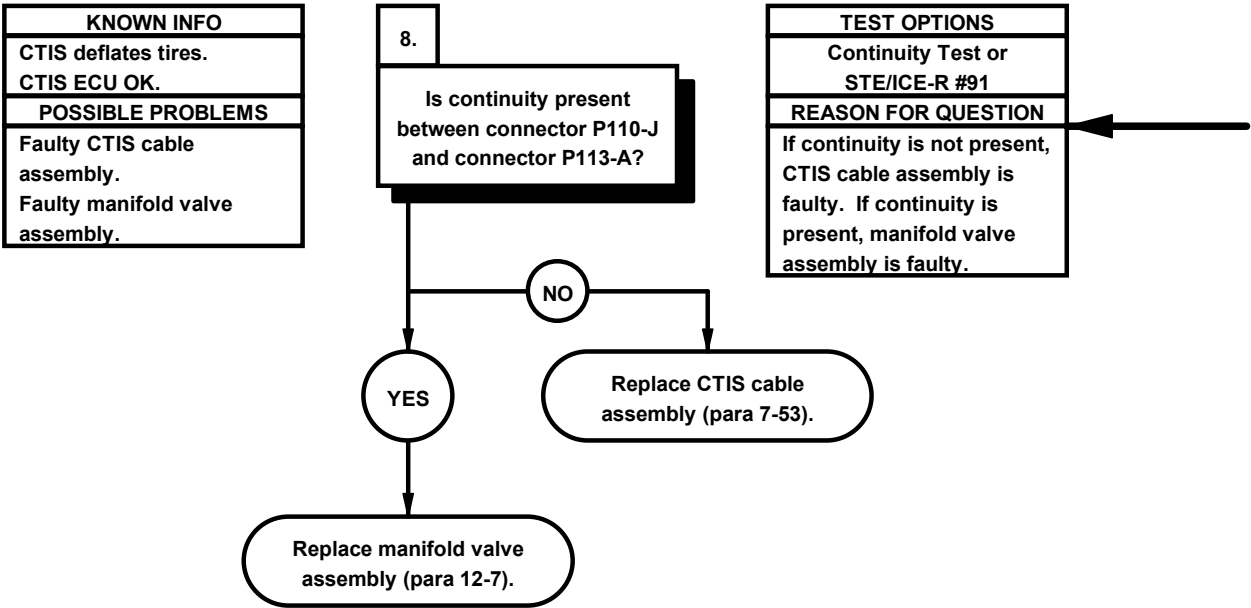 KNOWN INFO
CTIS deflates tires.
CTIS ECU OK.
POSSIBLE PROBLEMS
Faulty CTIS cable
assembly.
Faulty manifold valve
assembly.
8.
Is continuity present
between connector P110-J
and connector P113-A?
TEST OPTIONS
Continuity Test or
STE/ICE-R #91
REASON FOR QUESTION
If continuity is not present,
CTIS cable assembly is
faulty.  If continuity is
present, manifold valve
assembly is faulty.
NO
YES
Replace CTIS cable
assembly (para 7-53).
Replace manifold valve
assembly (para 12-7).